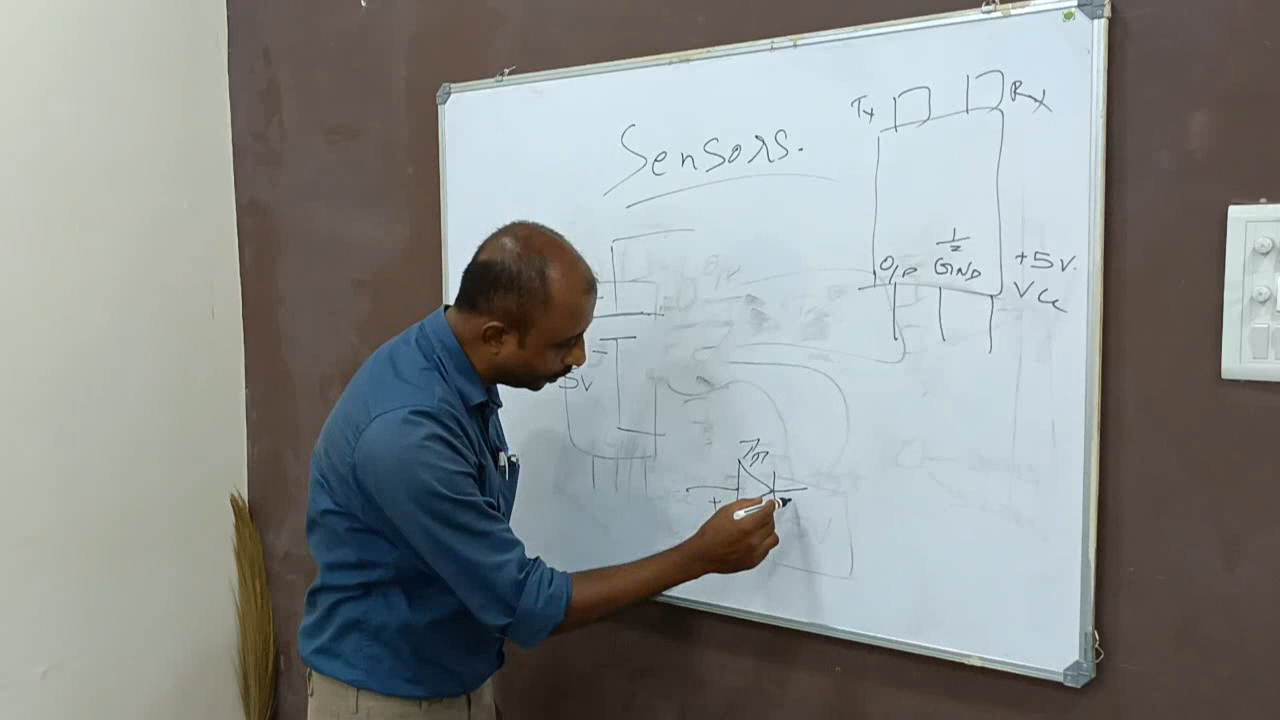 Sensors.
Tx
Rx
O/P
GND
+5V.
Vcc
5V
+